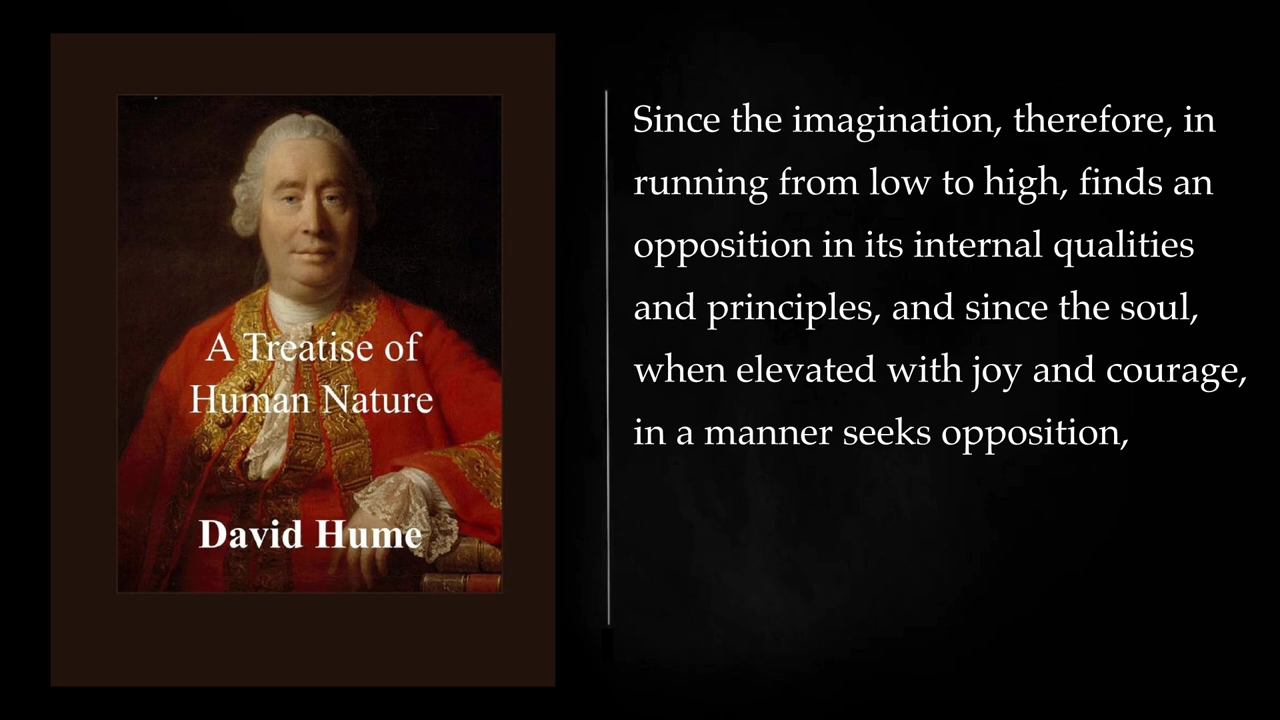 A Treatise of
Human Nature
David Hume
Since the imagination, therefore, in
running from low to high, finds an
opposition in its internal qualities
and principles, and since the soul,
when elevated with joy and courage,
in a manner seeks opposition,